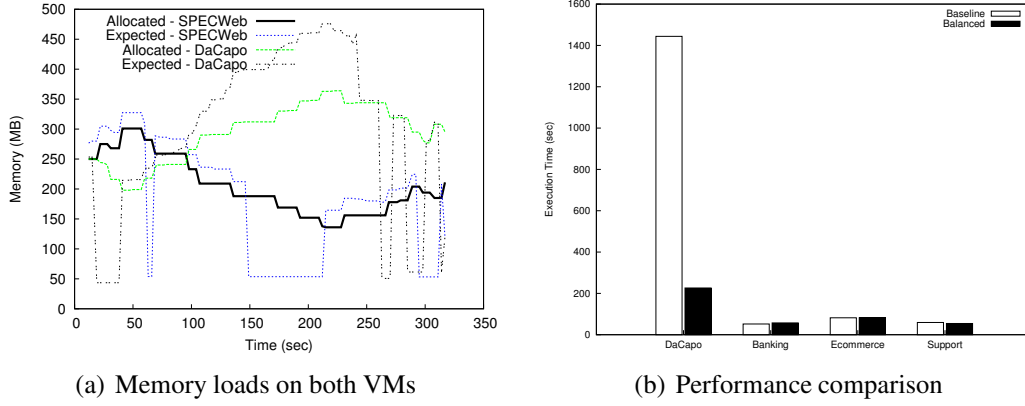 500
450
400
350
300
250
200
150
100
50
0
Memory (MB)
Allocated - SPECWeb
Expected - SPECWeb
Allocated - DaCapo
Expected - DaCapo
0 50 100 150 200 250 300 350
Time (sec)
(a) Memory loads on both VMs
1600
1400
1200
1000
800
600
400
200
0
Execution Time (sec)
Baseline
Balanced
DaCapo Banking Ecommerce Support
(b) Performance comparison